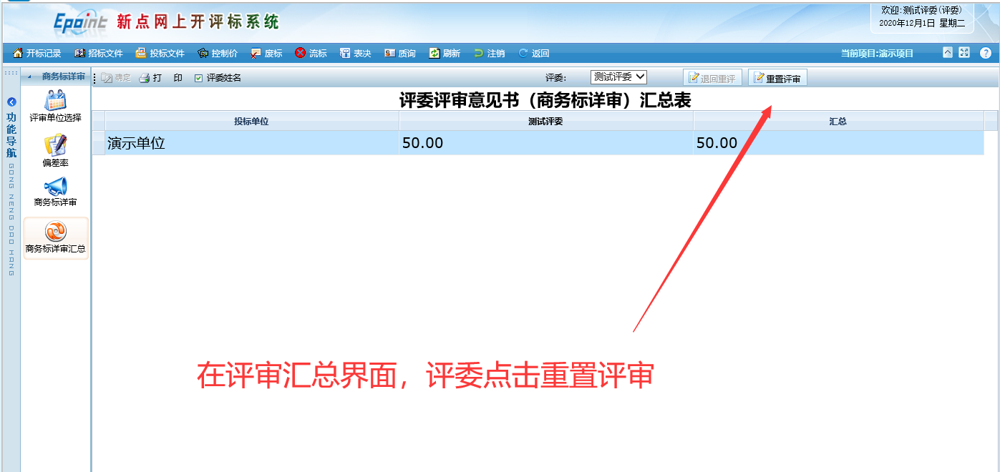 Epoint 新点网上开评标系统
欢迎:测试评委(评委)
2020年12月1日 星期二
开标记录 招标文件 投标文件 控制价 废标 流标 表决 质询 刷新 注销 返回 当前项目:演示项目
商务标详审
确定 打 印 评委姓名 评委: 测试评委 退回重评 重置评审
评委评审意见书（商务标详审）汇总表
投标单位 测试评委 汇总
演示单位 50.00 50.00
功能导航
GONG NENG DAO HANG
评审单位选择
偏差率
商务标详审
商务标详审汇总
在评审汇总界面，评委点击重置评审